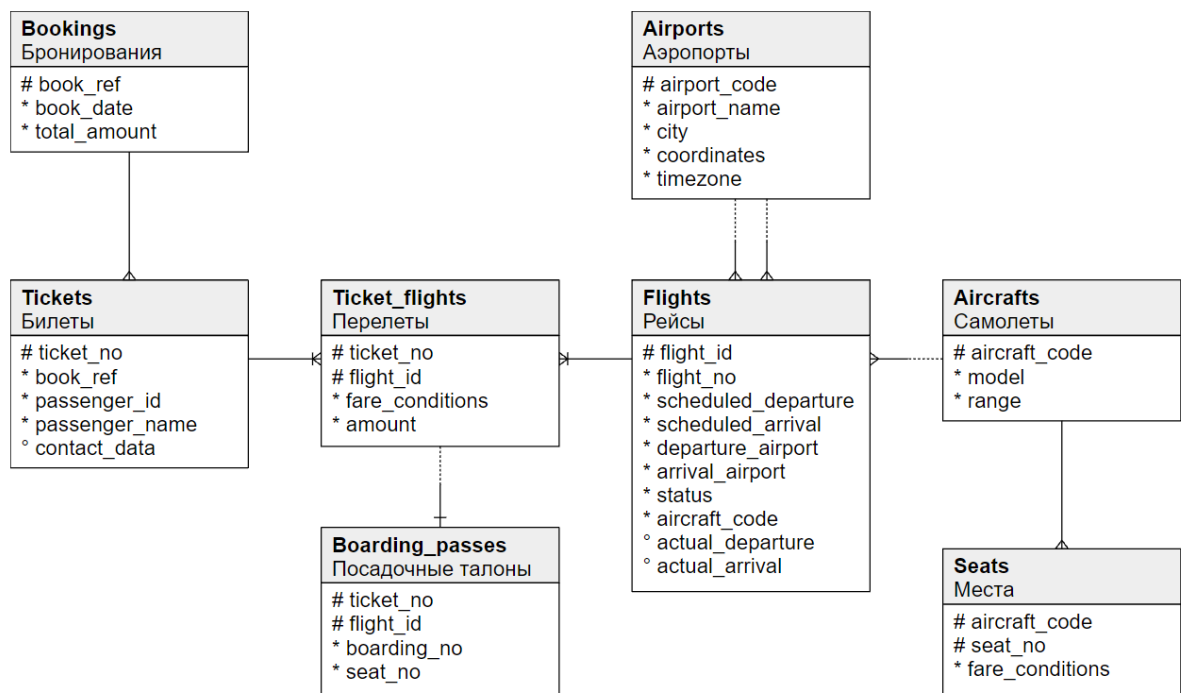 Bookings
Бронирования
# book_ref
* book_date
* total_amount
Airports
Аэропорты
# airport_code
* airport_name
* city
* coordinates
* timezone
Tickets
Билеты
# ticket_no
* book_ref
* passenger_id
* passenger_name
° contact_data
Ticket_flights
Перелеты
# ticket_no
# flight_id
* fare_conditions
* amount
Flights
Рейсы
# flight_id
* flight_no
* scheduled_departure
* scheduled_arrival
* departure_airport
* arrival_airport
* status
* aircraft_code
° actual_departure
° actual_arrival
Aircrafts
Самолеты
# aircraft_code
* model
* range
Boarding_passes
Посадочные талоны
# ticket_no
# flight_id
* boarding_no
* seat_no
Seats
Места
# aircraft_code
# seat_no
* fare_conditions